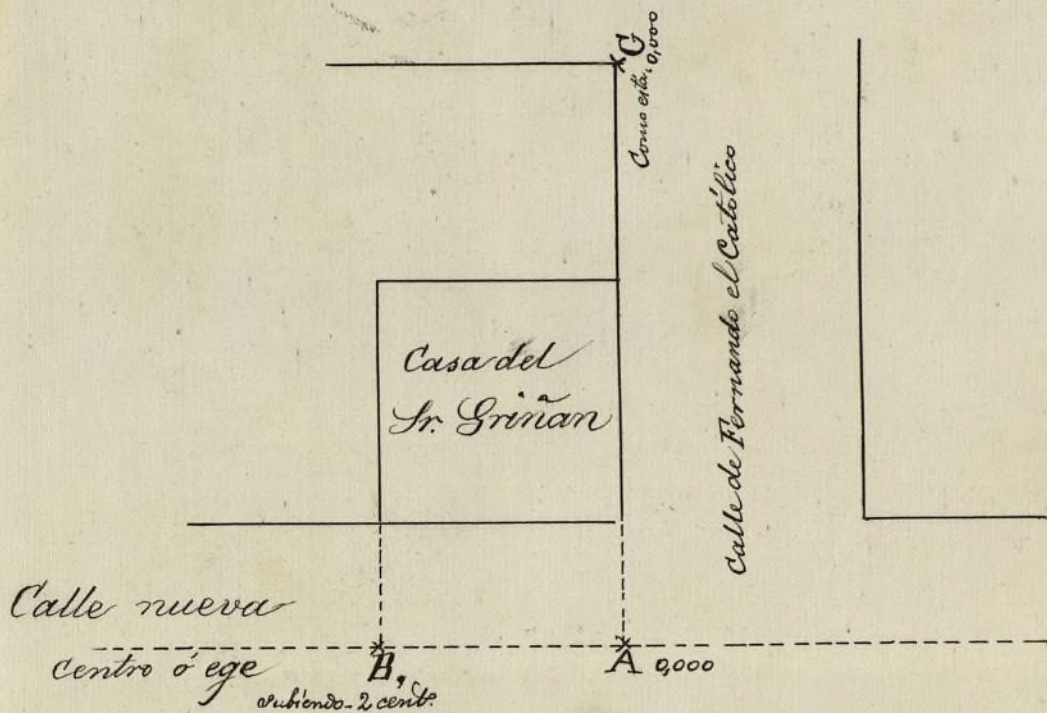 G
Como está. 0,000
Calle de Fernando el Católico
Casa del
Sr. Griñan
Calle nueva
centro ó ege
B,
subiendo - 2 cent.s
A 0,000